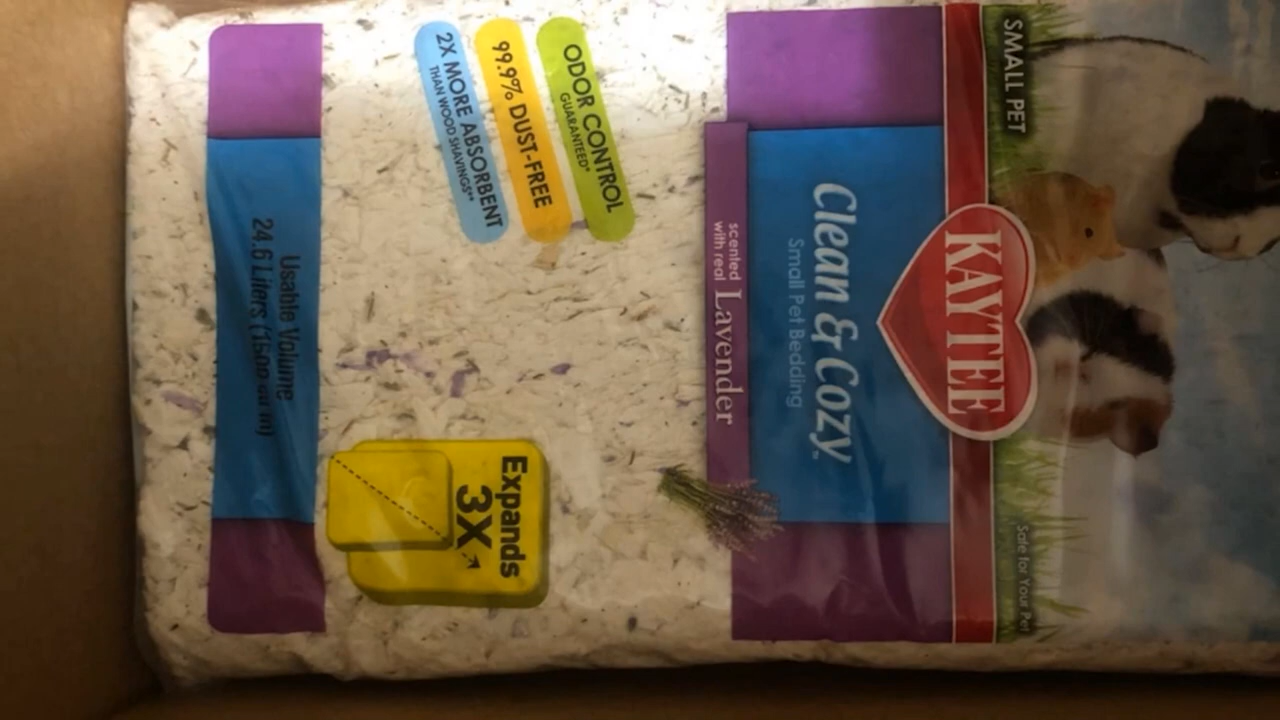 SMALL PET
KAYTEE
Safe for Your Pet
Clean & Cozy™
Small Pet Bedding
scented
with real Lavender
ODOR CONTROL
GUARANTEED*
99.9% DUST-FREE
2X MORE ABSORBENT
THAN WOOD SHAVINGS**
Expands
3X
Usable Volume
24.6 Liters